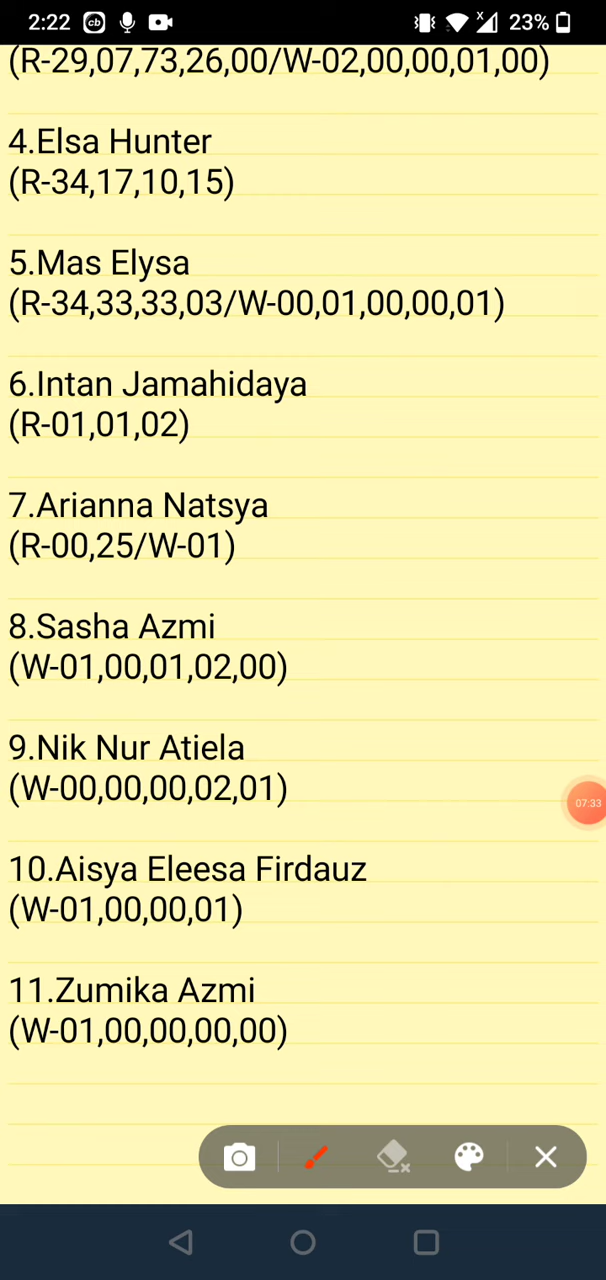 2:22 cb 23%
(R-29,07,73,26,00/W-02,00,00,01,00)
4.Elsa Hunter
(R-34,17,10,15)
5.Mas Elysa
(R-34,33,33,03/W-00,01,00,00,01)
6.Intan Jamahidaya
(R-01,01,02)
7.Arianna Natsya
(R-00,25/W-01)
8.Sasha Azmi
(W-01,00,01,02,00)
9.Nik Nur Atiela
(W-00,00,00,02,01)
07:33
10.Aisya Eleesa Firdauz
(W-01,00,00,01)
11.Zumika Azmi
(W-01,00,00,00,00)